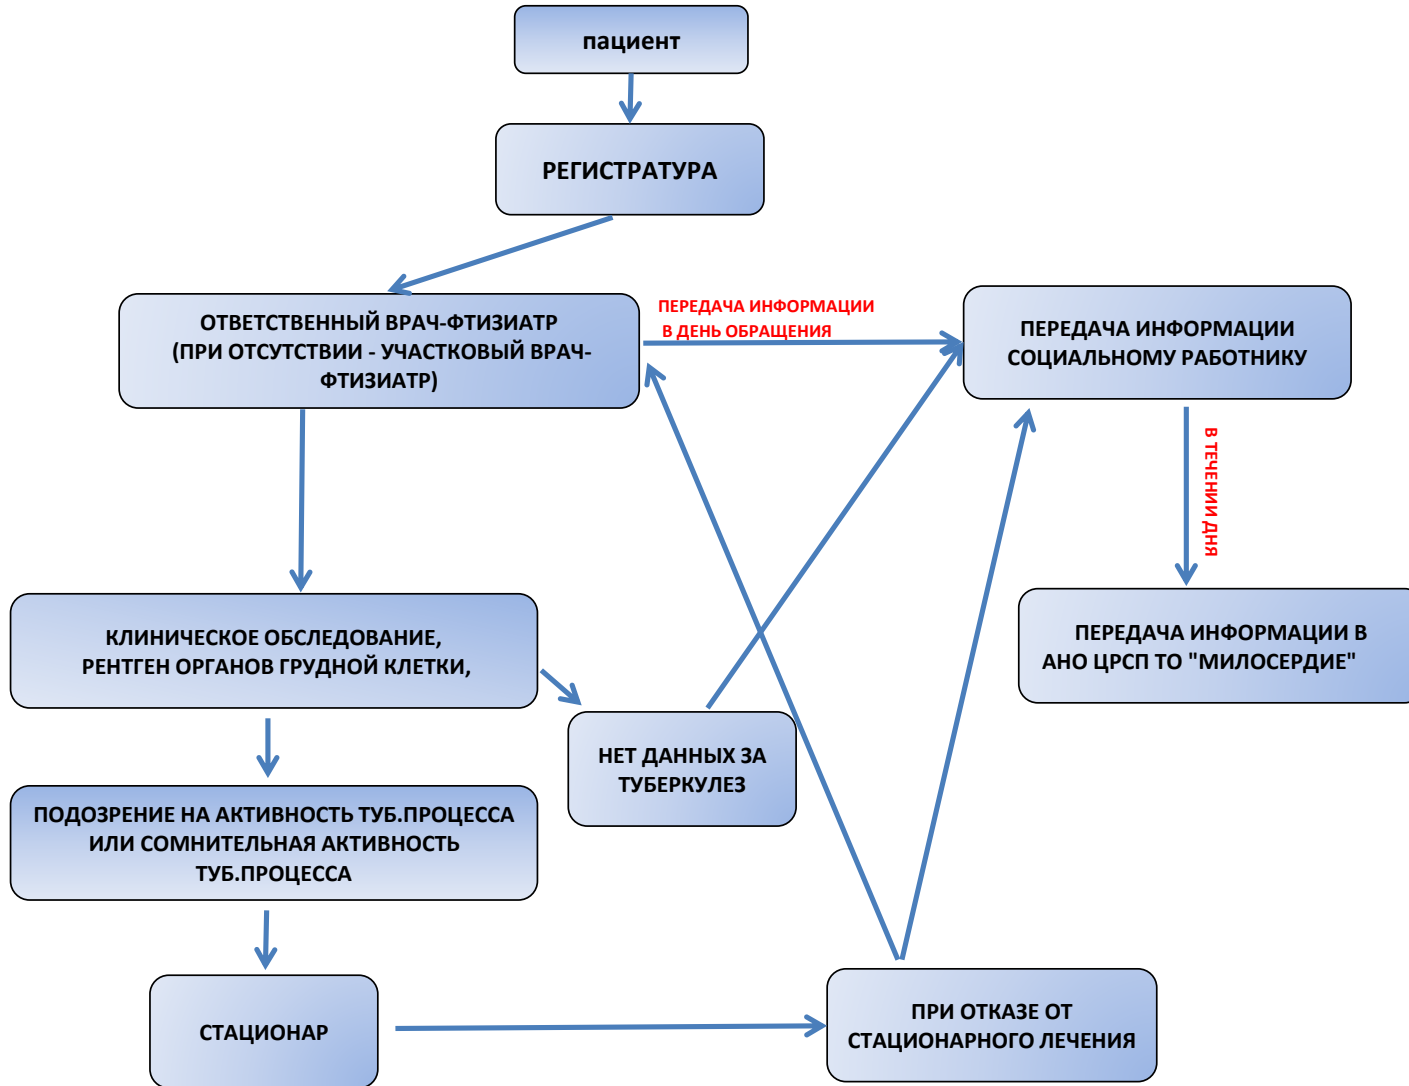 пациент
РЕГИСТРАТУРА
ОТВЕТСТВЕННЫЙ ВРАЧ-ФТИЗИАТР
(ПРИ ОТСУТСТВИИ - УЧАСТКОВЫЙ ВРАЧ-
ФТИЗИАТР)
ПЕРЕДАЧА ИНФОРМАЦИИ
В ДЕНЬ ОБРАЩЕНИЯ
ПЕРЕДАЧА ИНФОРМАЦИИ
СОЦИАЛЬНОМУ РАБОТНИКУ
В ТЕЧЕНИИ ДНЯ
КЛИНИЧЕСКОЕ ОБСЛЕДОВАНИЕ,
РЕНТГЕН ОРГАНОВ ГРУДНОЙ КЛЕТКИ,
ПЕРЕДАЧА ИНФОРМАЦИИ В
АНО ЦРСП ТО "МИЛОСЕРДИЕ"
НЕТ ДАННЫХ ЗА
ТУБЕРКУЛЕЗ
ПОДОЗРЕНИЕ НА АКТИВНОСТЬ ТУБ.ПРОЦЕССА
ИЛИ СОМНИТЕЛЬНАЯ АКТИВНОСТЬ
ТУБ.ПРОЦЕССА
СТАЦИОНАР
ПРИ ОТКАЗЕ ОТ
СТАЦИОНАРНОГО ЛЕЧЕНИЯ